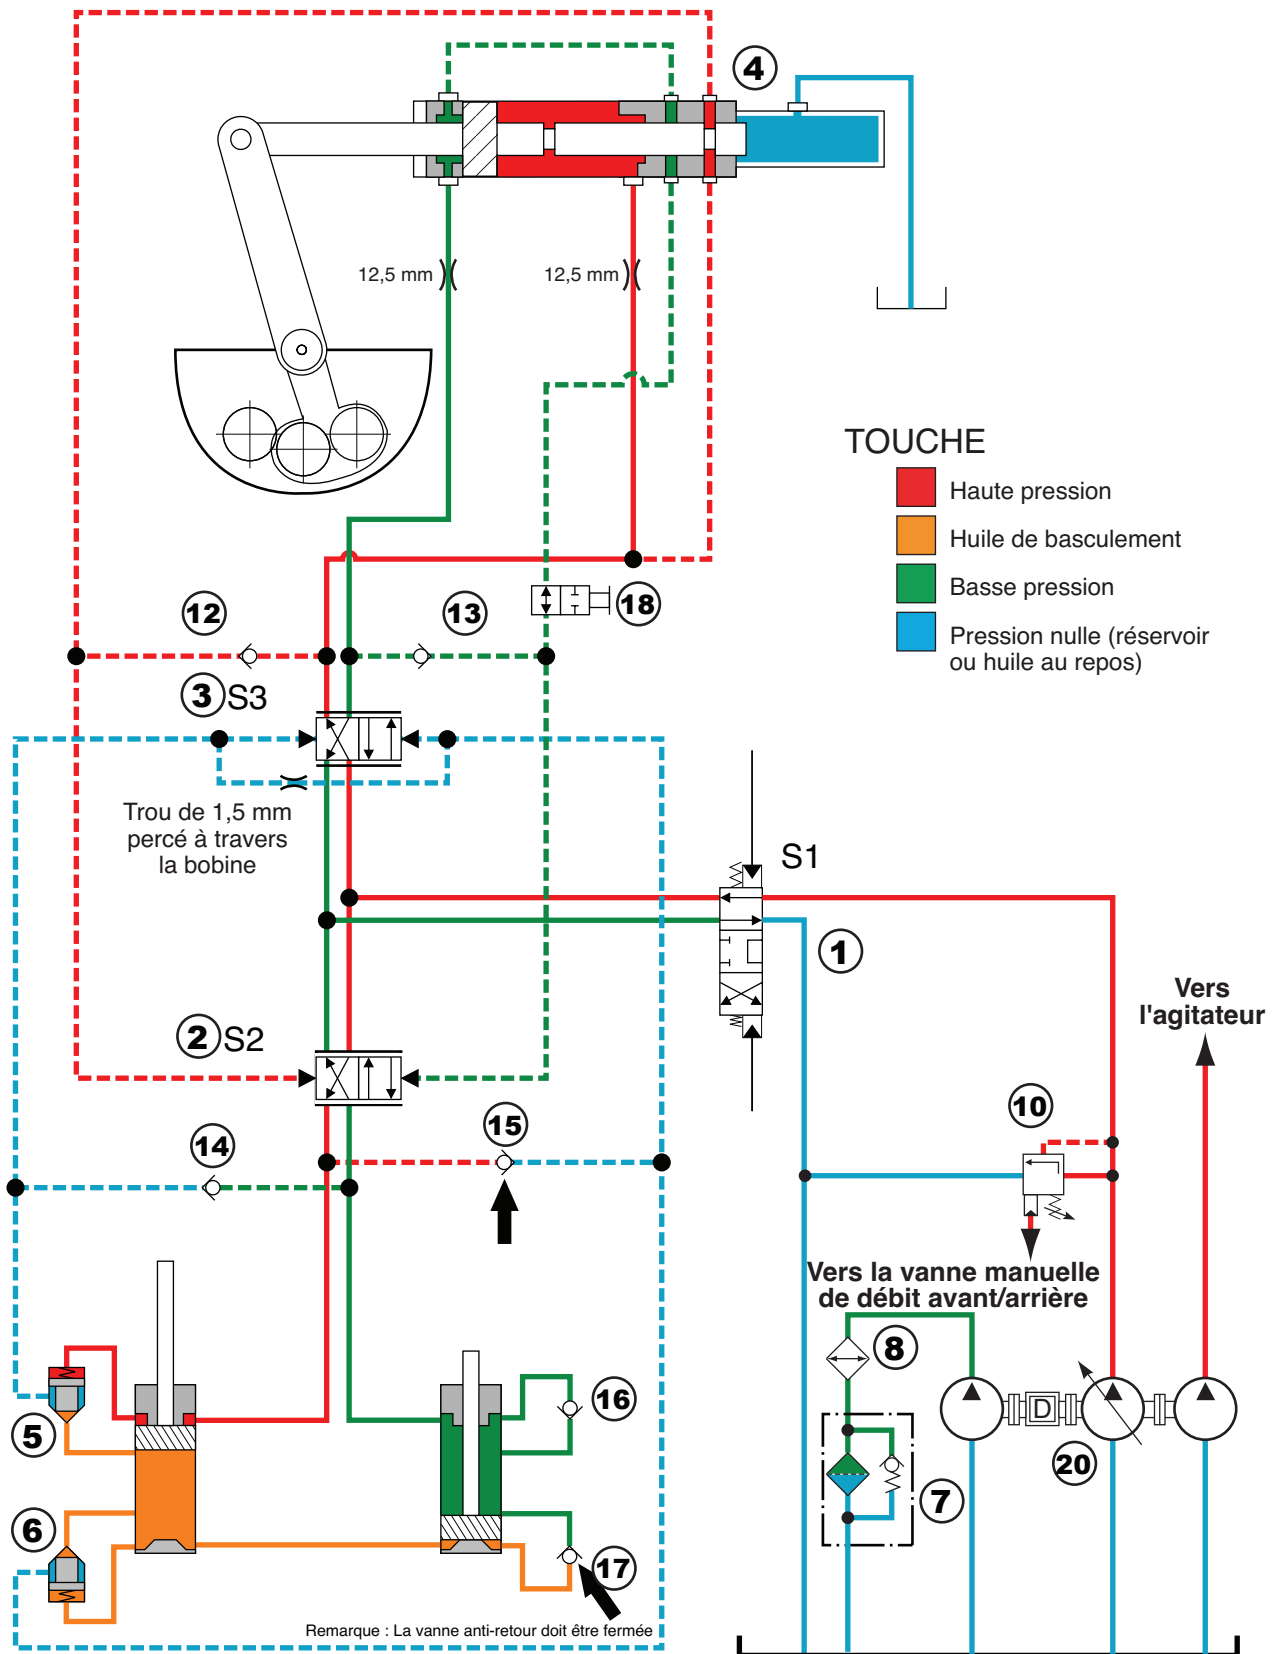 4
12,5 mm
12,5 mm
TOUCHE
Haute pression
Huile de basculement
Basse pression
Pression nulle (réservoir
ou huile au repos)
12
13
18
3 S3
Trou de 1,5 mm
percé à travers
la bobine
S1
1
Vers
l'agitateur
2 S2
10
15
14
Vers la vanne manuelle
de débit avant/arrière
8
16
5
D
20
7
6
17
Remarque : La vanne anti-retour doit être fermée